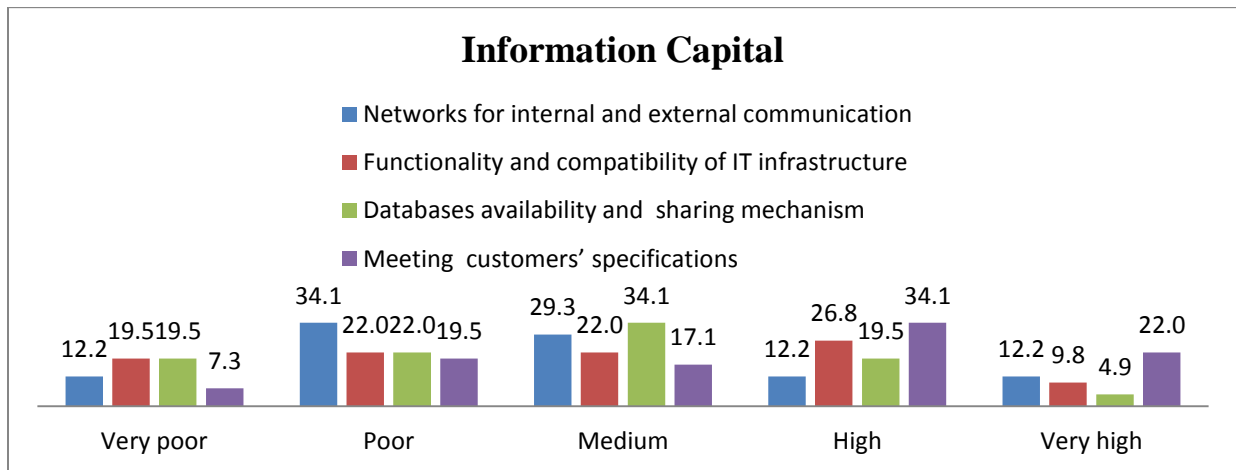 Information Capital
Networks for internal and external communication
Functionality and compatibility of IT infrastructure
Databases availability and sharing mechanism
Meeting customers’ specifications
12.2 19.5 19.5 7.3 34.1 22.0 22.0 19.5 29.3 22.0 34.1 17.1 12.2 26.8 19.5 34.1 12.2 9.8 4.9 22.0
Very poor Poor Medium High Very high